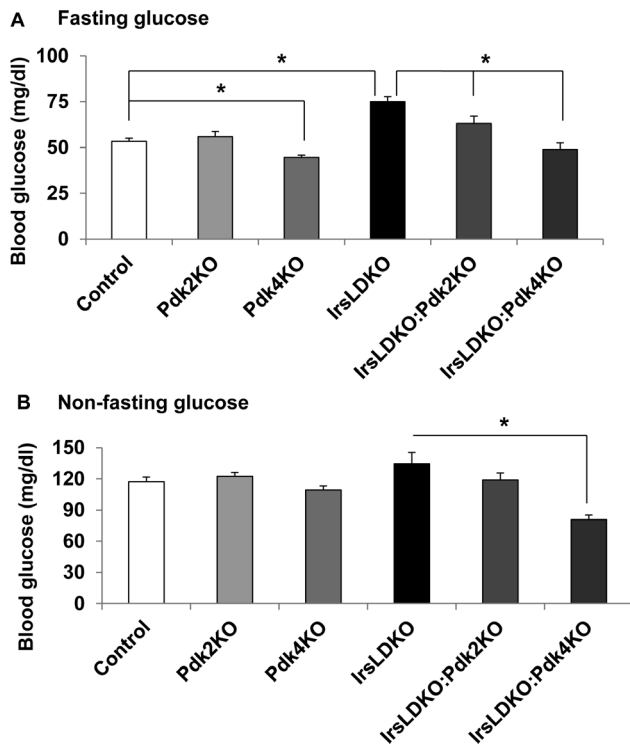 A Fasting glucose
Blood glucose (mg/dl)
100
75
50
25
0
*
*
*
Control
Pdk2KO
Pdk4KO
IrsLDKO
IrsLDKO:Pdk2KO
IrsLDKO:Pdk4KO
B Non-fasting glucose
Blood glucose (mg/dl)
150
120
90
60
30
0
*
Control
Pdk2KO
Pdk4KO
IrsLDKO
IrsLDKO:Pdk2KO
IrsLDKO:Pdk4KO